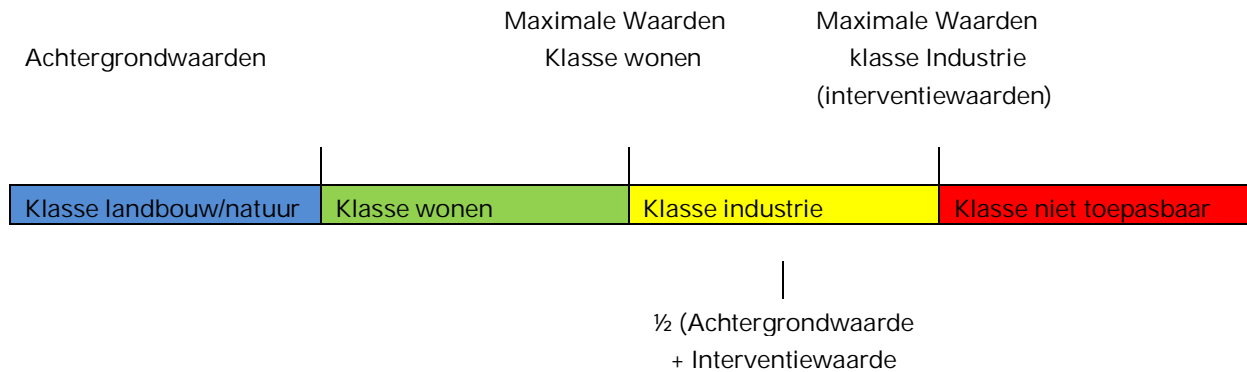 Maximale Waarden
Maximale Waarden
Achtergrondwaarden
Klasse wonen
klasse Industrie
(interventiewaarden)
Klasse landbouw/natuur
Klasse wonen
Klasse industrie
Klasse niet toepasbaar
½ (Achtergrondwaarde
+ Interventiewaarde